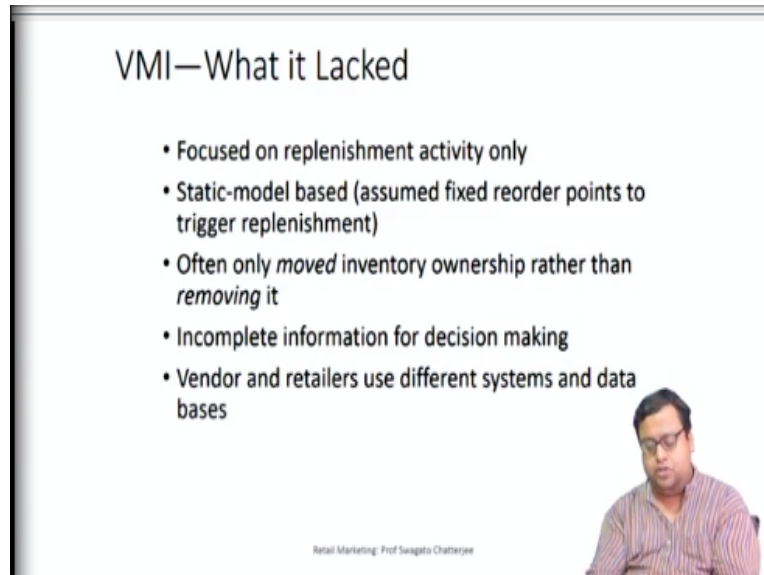 VMI—What it Lacked
• Focused on replenishment activity only
• Static-model based (assumed fixed reorder points to
trigger replenishment)
• Often only moved inventory ownership rather than
removing it
• Incomplete information for decision making
• Vendor and retailers use different systems and data
bases
Retail Marketing: Prof Swagato Chatterjee